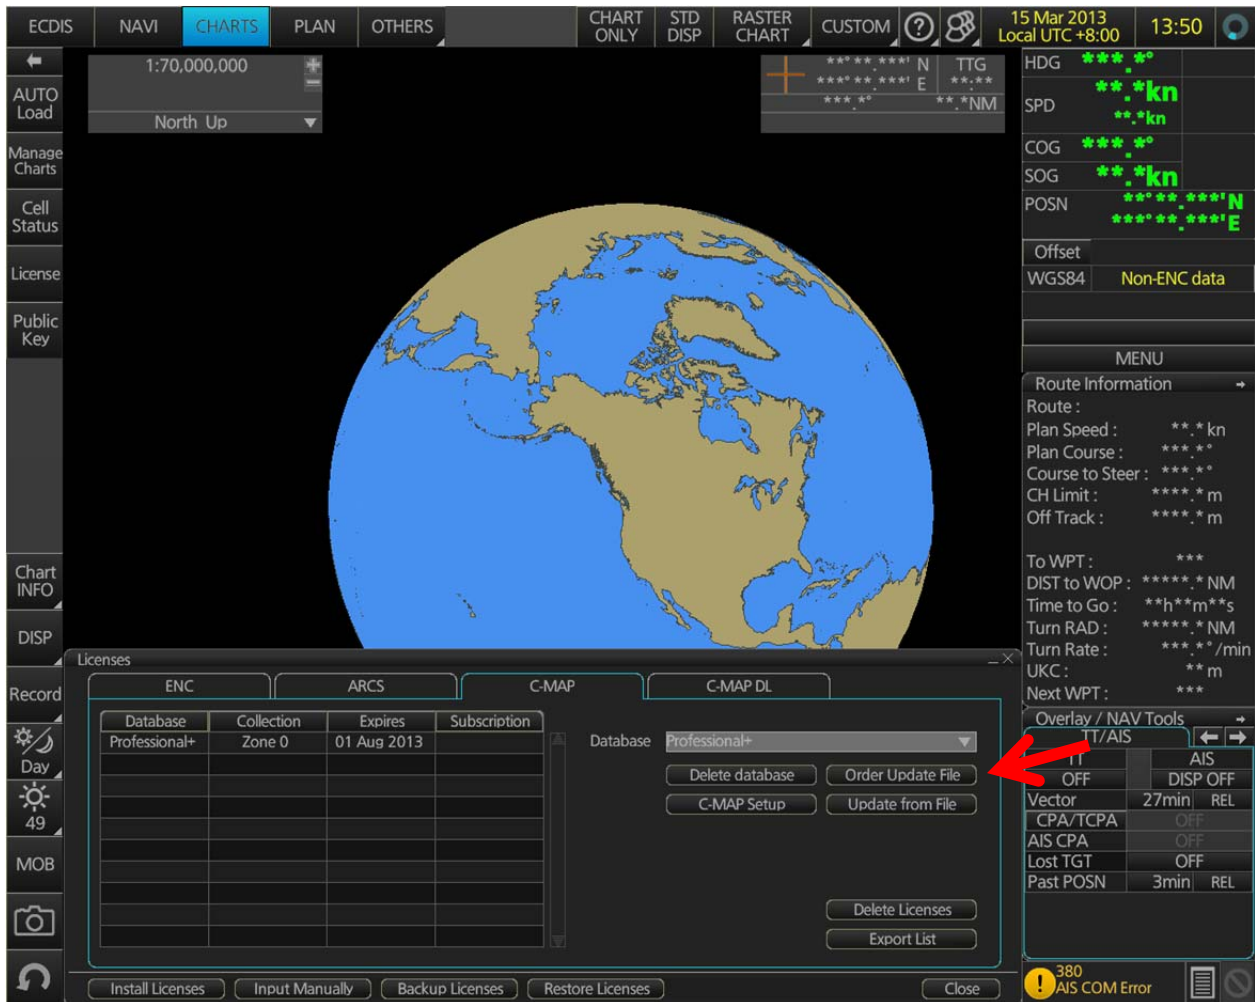 ECDIS NAVI CHARTS PLAN OTHERS CHART ONLY STD DISP RASTER CHART CUSTOM ? 15 Mar 2013 Local UTC +8:00 13:50
AUTO Load
Manage Charts
Cell Status
License
Public Key
Chart INFO
DISP
Record
Day
49
MOB
1:70,000,000 + −
North Up
***°**.***' N TTG
***°**.***' E **:**
***.*° **.*NM
HDG ***.*°
SPD **.*kn
**.*kn
COG ***.*°
SOG **.*kn
POSN **°**.***'N
***°**.***'E
Offset
WGS84 Non-ENC data
MENU
Route Information
Route :
Plan Speed : **.* kn
Plan Course : ***.*°
Course to Steer : ***.*°
CH Limit : ****.* m
Off Track : ****.* m
To WPT : ***
DIST to WOP : *****.* NM
Time to Go : **h**m**s
Turn RAD : *****.* NM
Turn Rate : ***.*°/min
UKC : ** m
Next WPT : ***
Overlay / NAV Tools
TT/AIS
TT AIS
OFF DISP OFF
Vector 27min REL
CPA/TCPA OFF
AIS CPA OFF
Lost TGT OFF
Past POSN 3min REL
380
AIS COM Error
Licenses
ENC ARCS C-MAP C-MAP DL
Database Collection Expires Subscription
Professional+ Zone 0 01 Aug 2013
Database Professional+
Delete database Order Update File
C-MAP Setup Update from File
Delete Licenses
Export List
Install Licenses Input Manually Backup Licenses Restore Licenses Close